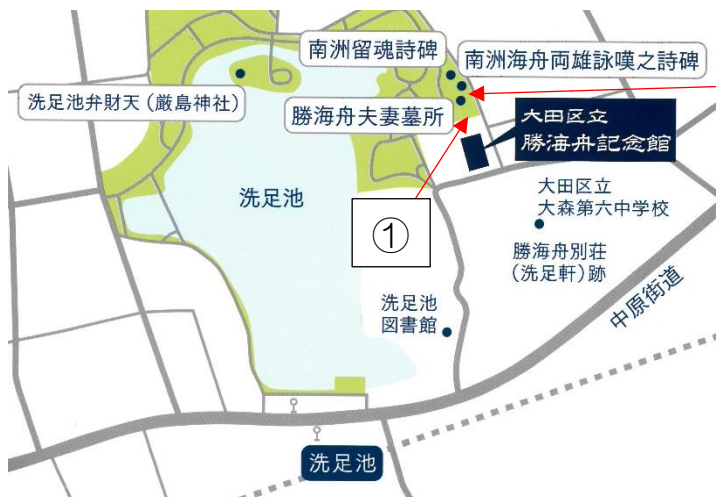 南洲留魂詩碑
南洲海舟両雄詠嘆之詩碑
洗足池弁財天（厳島神社）
勝海舟夫妻墓所
大田区立
勝海舟記念館
洗足池
大田区立
大森第六中学校
①
勝海舟別荘
（洗足軒）跡
中原街道
洗足池
図書館
洗足池